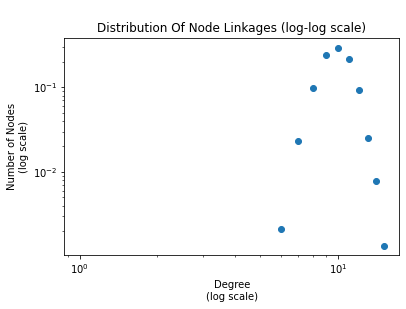 Distribution Of Node Linkages (log-log scale)
Number of Nodes
(log scale)
10⁻¹
10⁻²
10⁰
10¹
Degree
(log scale)